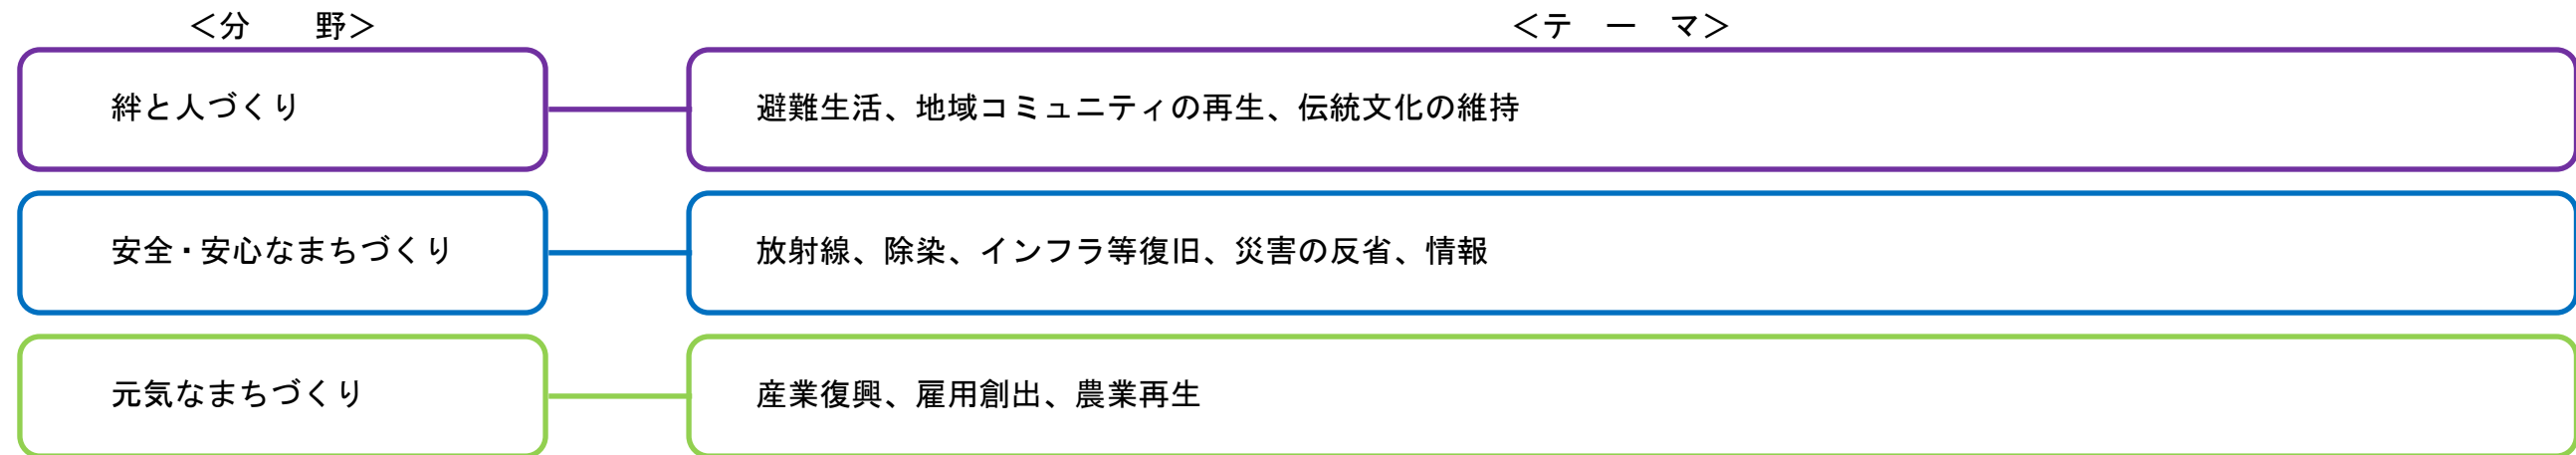 ＜分　　野＞　＜テ　ー　マ＞
絆と人づくり　避難生活、地域コミュニティの再生、伝統文化の維持
安全・安心なまちづくり　放射線、除染、インフラ等復旧、災害の反省、情報
元気なまちづくり　産業復興、雇用創出、農業再生